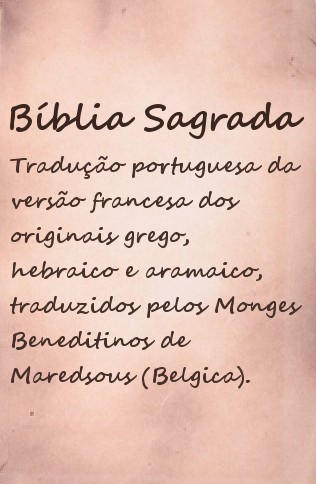 Bíblia Sagrada
Tradução portuguesa da
versão francesa dos
originais grego,
hebraico e aramaico,
traduzidos pelos Monges
Beneditinos de
Maredsous (Belgica).